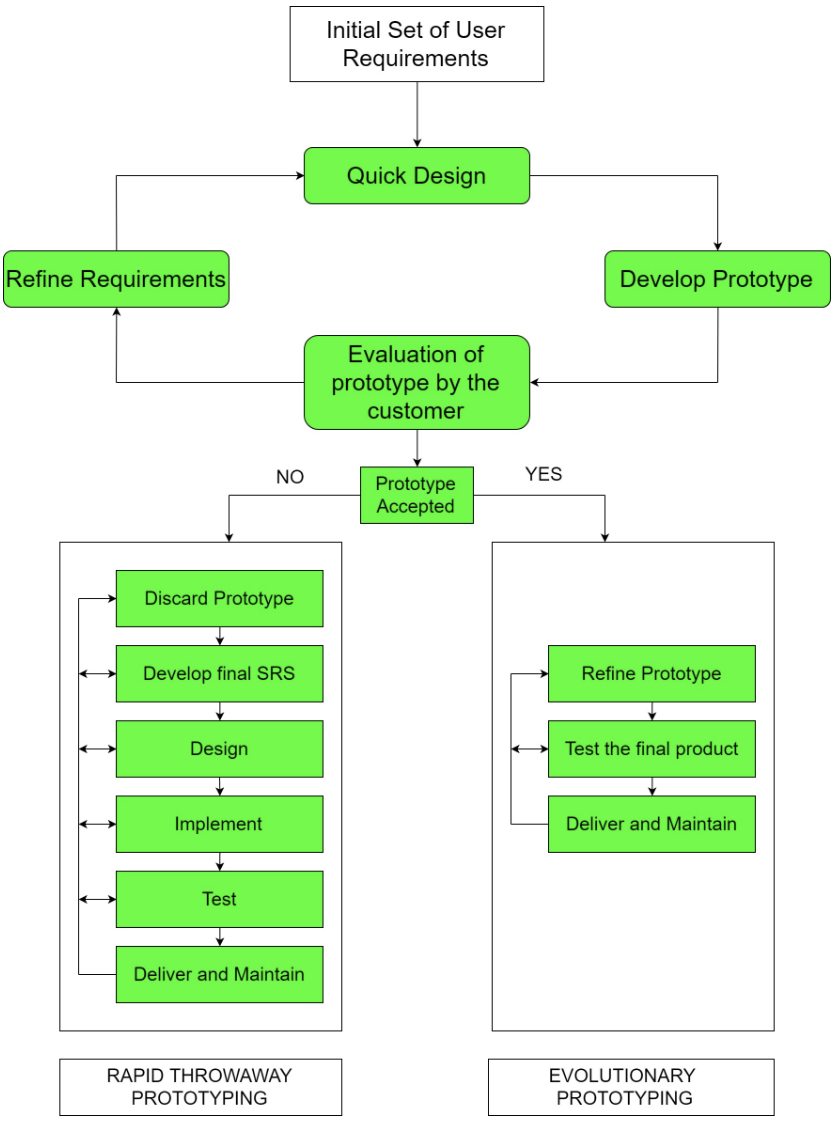 Initial Set of User
Requirements
Quick Design
Refine Requirements
Develop Prototype
Evaluation of
prototype by the
customer
NO
Prototype
Accepted
YES
Discard Prototype
Develop final SRS
Design
Implement
Test
Deliver and Maintain
Refine Prototype
Test the final product
Deliver and Maintain
RAPID THROWAWAY
PROTOTYPING
EVOLUTIONARY
PROTOTYPING